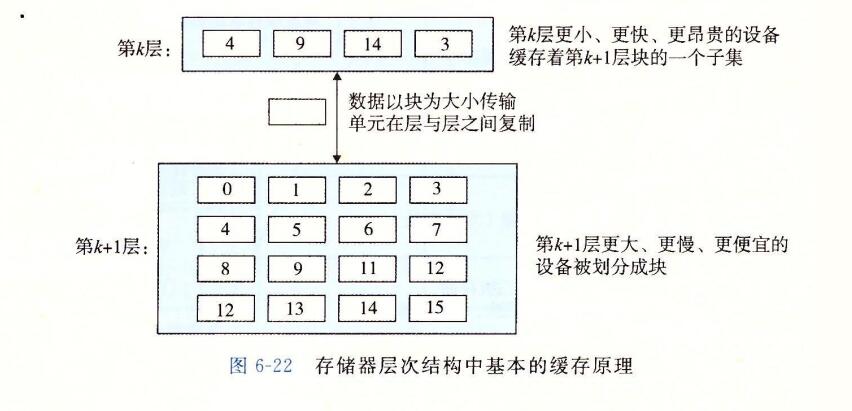 第k层：
4 9 14 3
第k层更小、更快、更昂贵的设备
缓存着第k+1层块的一个子集
数据以块为大小传输
单元在层与层之间复制
第k+1层：
0 1 2 3
4 5 6 7
8 9 11 12
12 13 14 15
第k+1层更大、更慢、更便宜的
设备被划分成块
图 6-22 存储器层次结构中基本的缓存原理